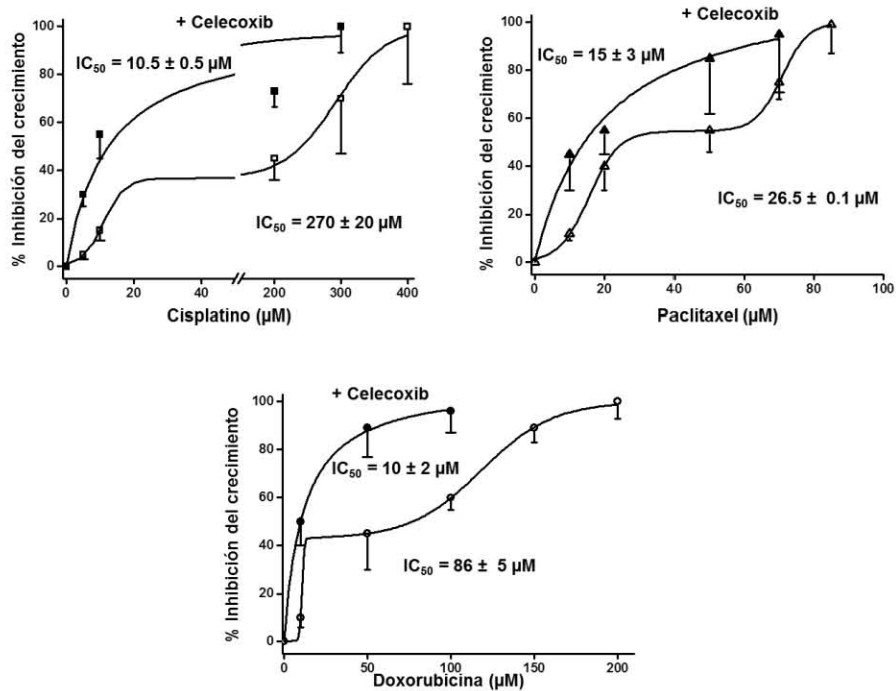 + Celecoxib
IC50 = 10.5 ± 0.5 µM
IC50 = 270 ± 20 µM
% Inhibición del crecimiento
100
80
60
40
20
0
0
20
40
200
300
400
Cisplatino (µM)
+ Celecoxib
IC50 = 15 ± 3 µM
IC50 = 26.5 ± 0.1 µM
% Inhibición del crecimiento
100
80
60
40
20
0
0
20
40
60
80
100
Paclitaxel (µM)
+ Celecoxib
IC50 = 10 ± 2 µM
IC50 = 86 ± 5 µM
% Inhibición del crecimiento
100
80
60
40
20
0
0
50
100
150
200
Doxorubicina (µM)